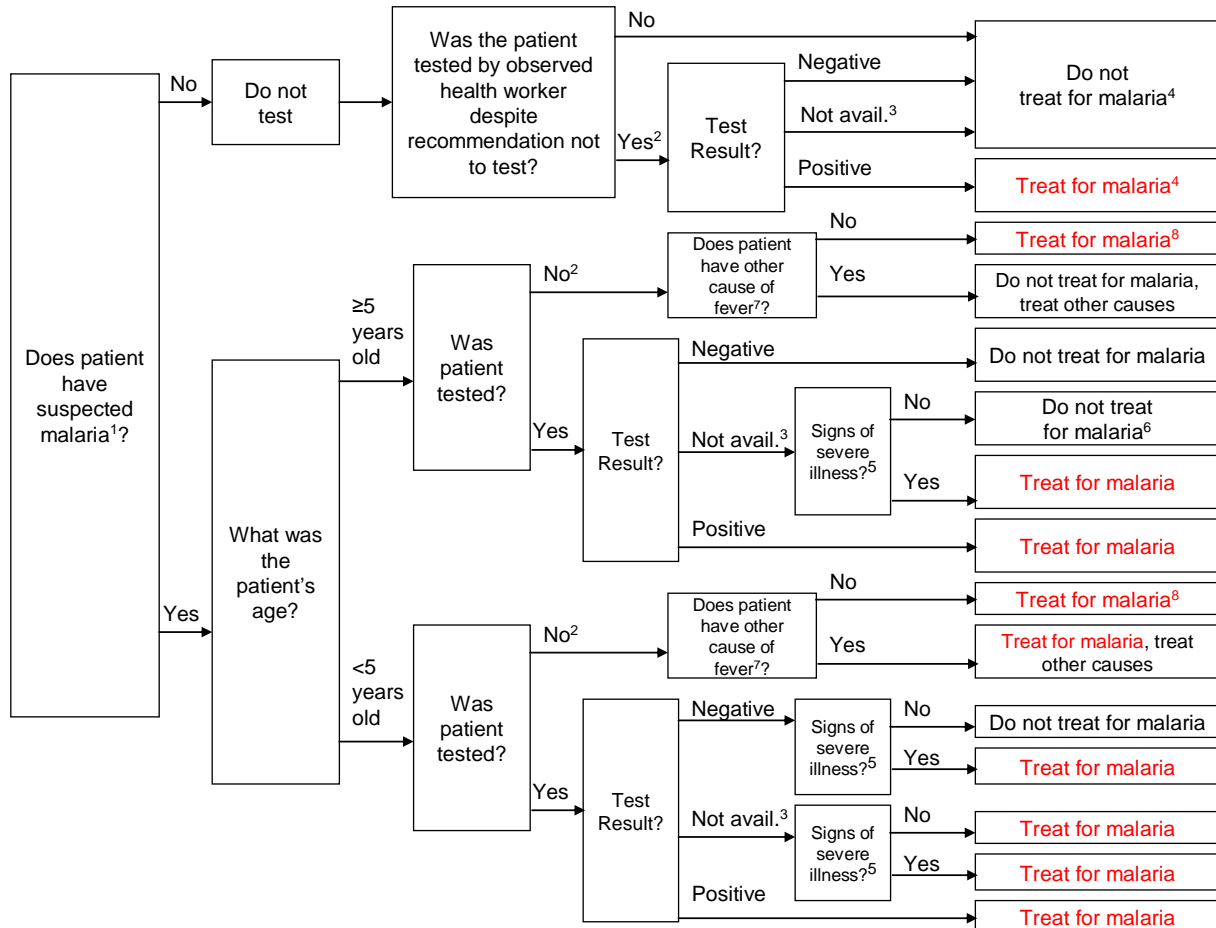 No
Was the patient
tested by observed
health worker
despite
recommendation not
to test?
No
Do not
test
Yes²
Test
Result?
Negative
Not avail.³
Positive
Do not
treat for malaria⁴
Treat for malaria⁴
Does patient
have
suspected
malaria¹?
Yes
What was
the
patient's
age?
≥5
years
old
Was
patient
tested?
No²
Does patient
have other
cause of
fever⁷?
No
Treat for malaria⁸
Yes
Do not treat for malaria,
treat other causes
Yes
Test
Result?
Negative
Do not treat for malaria
Not avail.³
Signs of
severe
illness?⁵
No
Do not treat
for malaria⁶
Yes
Treat for malaria
Positive
Treat for malaria
<5
years
old
Was
patient
tested?
No²
Does patient
have other
cause of
fever⁷?
No
Treat for malaria⁸
Yes
Treat for malaria, treat
other causes
Yes
Test
Result?
Negative
Signs of
severe
illness?⁵
No
Do not treat for malaria
Yes
Treat for malaria
Not avail.³
Signs of
severe
illness?⁵
No
Treat for malaria
Yes
Treat for malaria
Positive
Treat for malaria